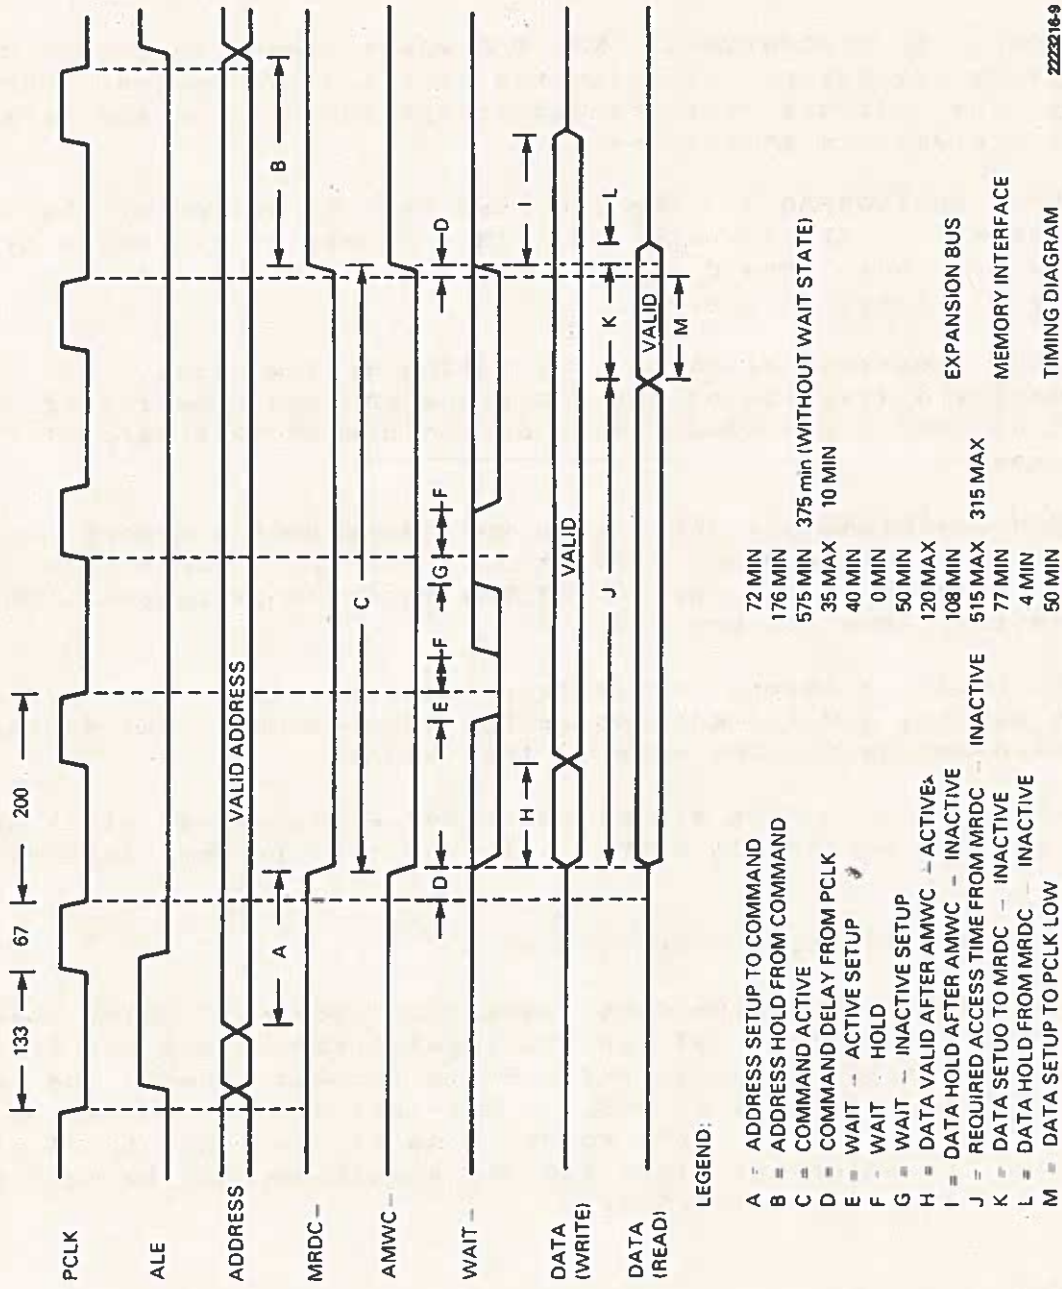 133
67
200
PCLK
ALE
ADDRESS
VALID ADDRESS
MRDC –
A
B
AMWC –
C
WAIT –
D
E
F
G
F
D
DATA
(WRITE)
H
VALID
I
DATA
(READ)
J
VALID
K
L
M
LEGEND:
A = ADDRESS SETUP TO COMMAND 72 MIN
B = ADDRESS HOLD FROM COMMAND 176 MIN
C = COMMAND ACTIVE 575 MIN 375 min (WITHOUT WAIT STATE)
D = COMMAND DELAY FROM PCLK 35 MAX 10 MIN
E = WAIT – ACTIVE SETUP 40 MIN
F = WAIT - HOLD 0 MIN
G = WAIT – INACTIVE SETUP 50 MIN
H = DATA VALID AFTER AMWC – ACTIVE 120 MAX
I = DATA HOLD AFTER AMWC – INACTIVE 108 MIN
J = REQUIRED ACCESS TIME FROM MRDC – INACTIVE 515 MAX 315 MAX
K = DATA SETUO TO MRDC – INACTIVE 77 MIN
L = DATA HOLD FROM MRDC – INACTIVE 4 MIN
M = DATA SETUP TO PCLK LOW 50 MIN
EXPANSION BUS
MEMORY INTERFACE
TIMING DIAGRAM
2222216-9